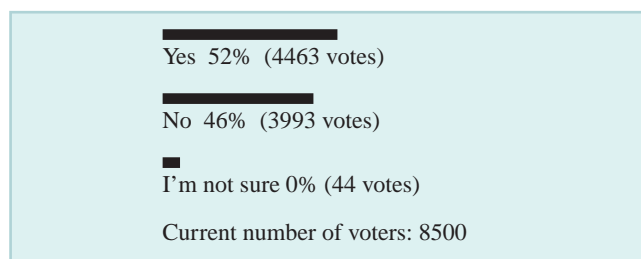 Yes 52% (4463 votes)
No 46% (3993 votes)
I'm not sure 0% (44 votes)
Current number of voters: 8500